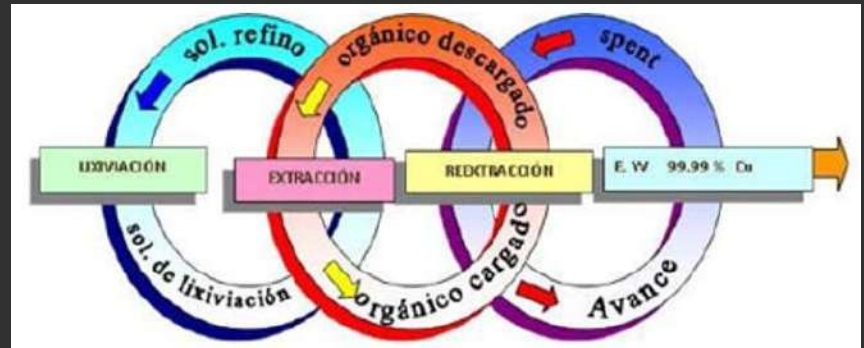 sol. refino
orgánico descargado
spent
LIXIVIACIÓN
EXTRACCIÓN
REEXTRACCIÓN
E. W 99.99 % Cu
sol. de lixiviación
orgánico cargado
Avance